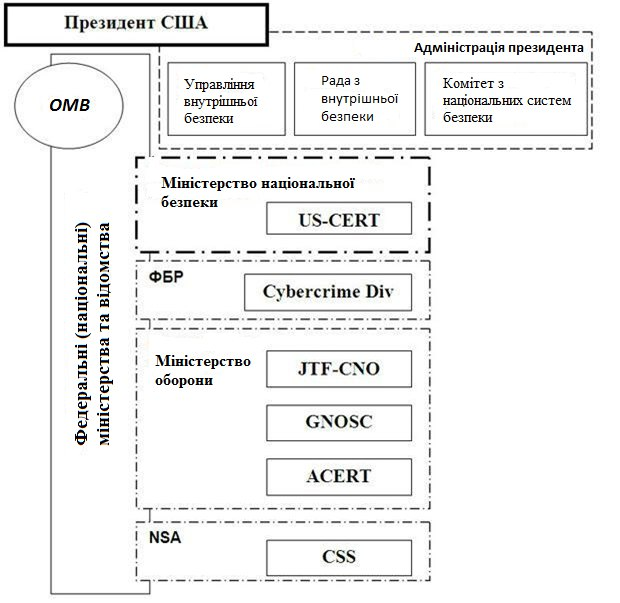 Президент США
Адміністрація президента
Управління
внутрішньої
безпеки
Рада з
внутрішньої
безпеки
Комітет з
національних систем
безпеки
ОМВ
Федеральні (національні)
міністерства та відомства
Міністерство національної
безпеки
US-CERT
ФБР
Cybercrime Div
Міністерство
оборони
JTF-CNO
GNOSC
ACERT
NSA
CSS